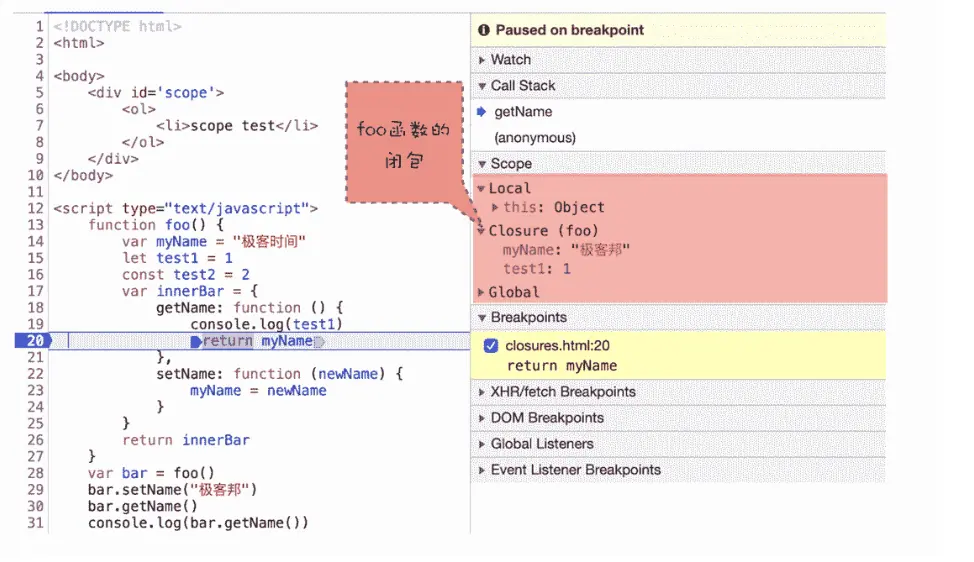 1 <!DOCTYPE html>
2 <html>
3
4 <body>
5 <div id='scope'>
6 <ol>
7 <li>scope test</li>
8 </ol>
9 </div>
10 </body>
11
12 <script type="text/javascript">
13 function foo() {
14 var myName = "极客时间"
15 let test1 = 1
16 const test2 = 2
17 var innerBar = {
18 getName: function () {
19 console.log(test1)
20 return myName
21 },
22 setName: function (newName) {
23 myName = newName
24 }
25 }
26 return innerBar
27 }
28 var bar = foo()
29 bar.setName("极客邦")
30 bar.getName()
31 console.log(bar.getName())
foo函数的
闭包
Paused on breakpoint
Watch
Call Stack
getName
(anonymous)
Scope
Local
this: Object
Closure (foo)
myName: "极客邦"
test1: 1
Global
Breakpoints
closures.html:20
return myName
XHR/fetch Breakpoints
DOM Breakpoints
Global Listeners
Event Listener Breakpoints